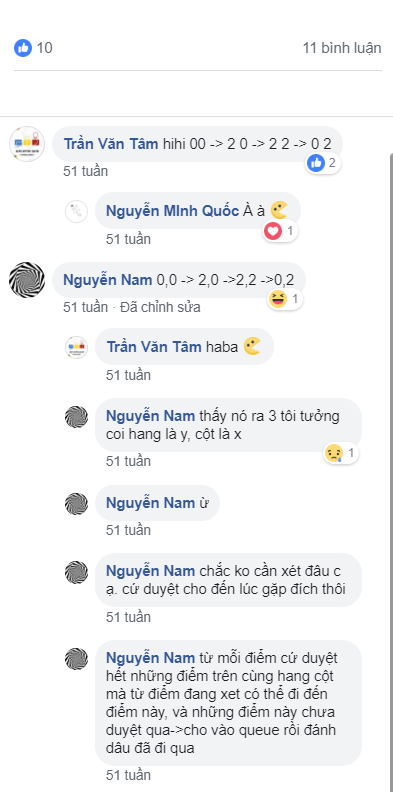 10
11 bình luận
Trần Văn Tâm hihi 00 -> 2 0 -> 2 2 -> 0 2
2
51 tuần
Nguyễn MInh Quốc À à
1
51 tuần
Nguyễn Nam 0,0 -> 2,0 ->2,2 ->0,2
1
51 tuần · Đã chỉnh sửa
Trần Văn Tâm haba
51 tuần
Nguyễn Nam thấy nó ra 3 tôi tưởng
coi hang là y, cột là x
1
51 tuần
Nguyễn Nam ừ
51 tuần
Nguyễn Nam chắc ko cần xét đâu c
ạ. cứ duyệt cho đến lúc gặp đích thôi
51 tuần
Nguyễn Nam từ mỗi điểm cứ duyệt
hết những điểm trên cùng hang cột
mà từ điểm đang xet có thể đi đến
điểm này, và những điểm này chưa
duyệt qua->cho vào queue rồi đánh
dâu đã đi qua
51 tuần